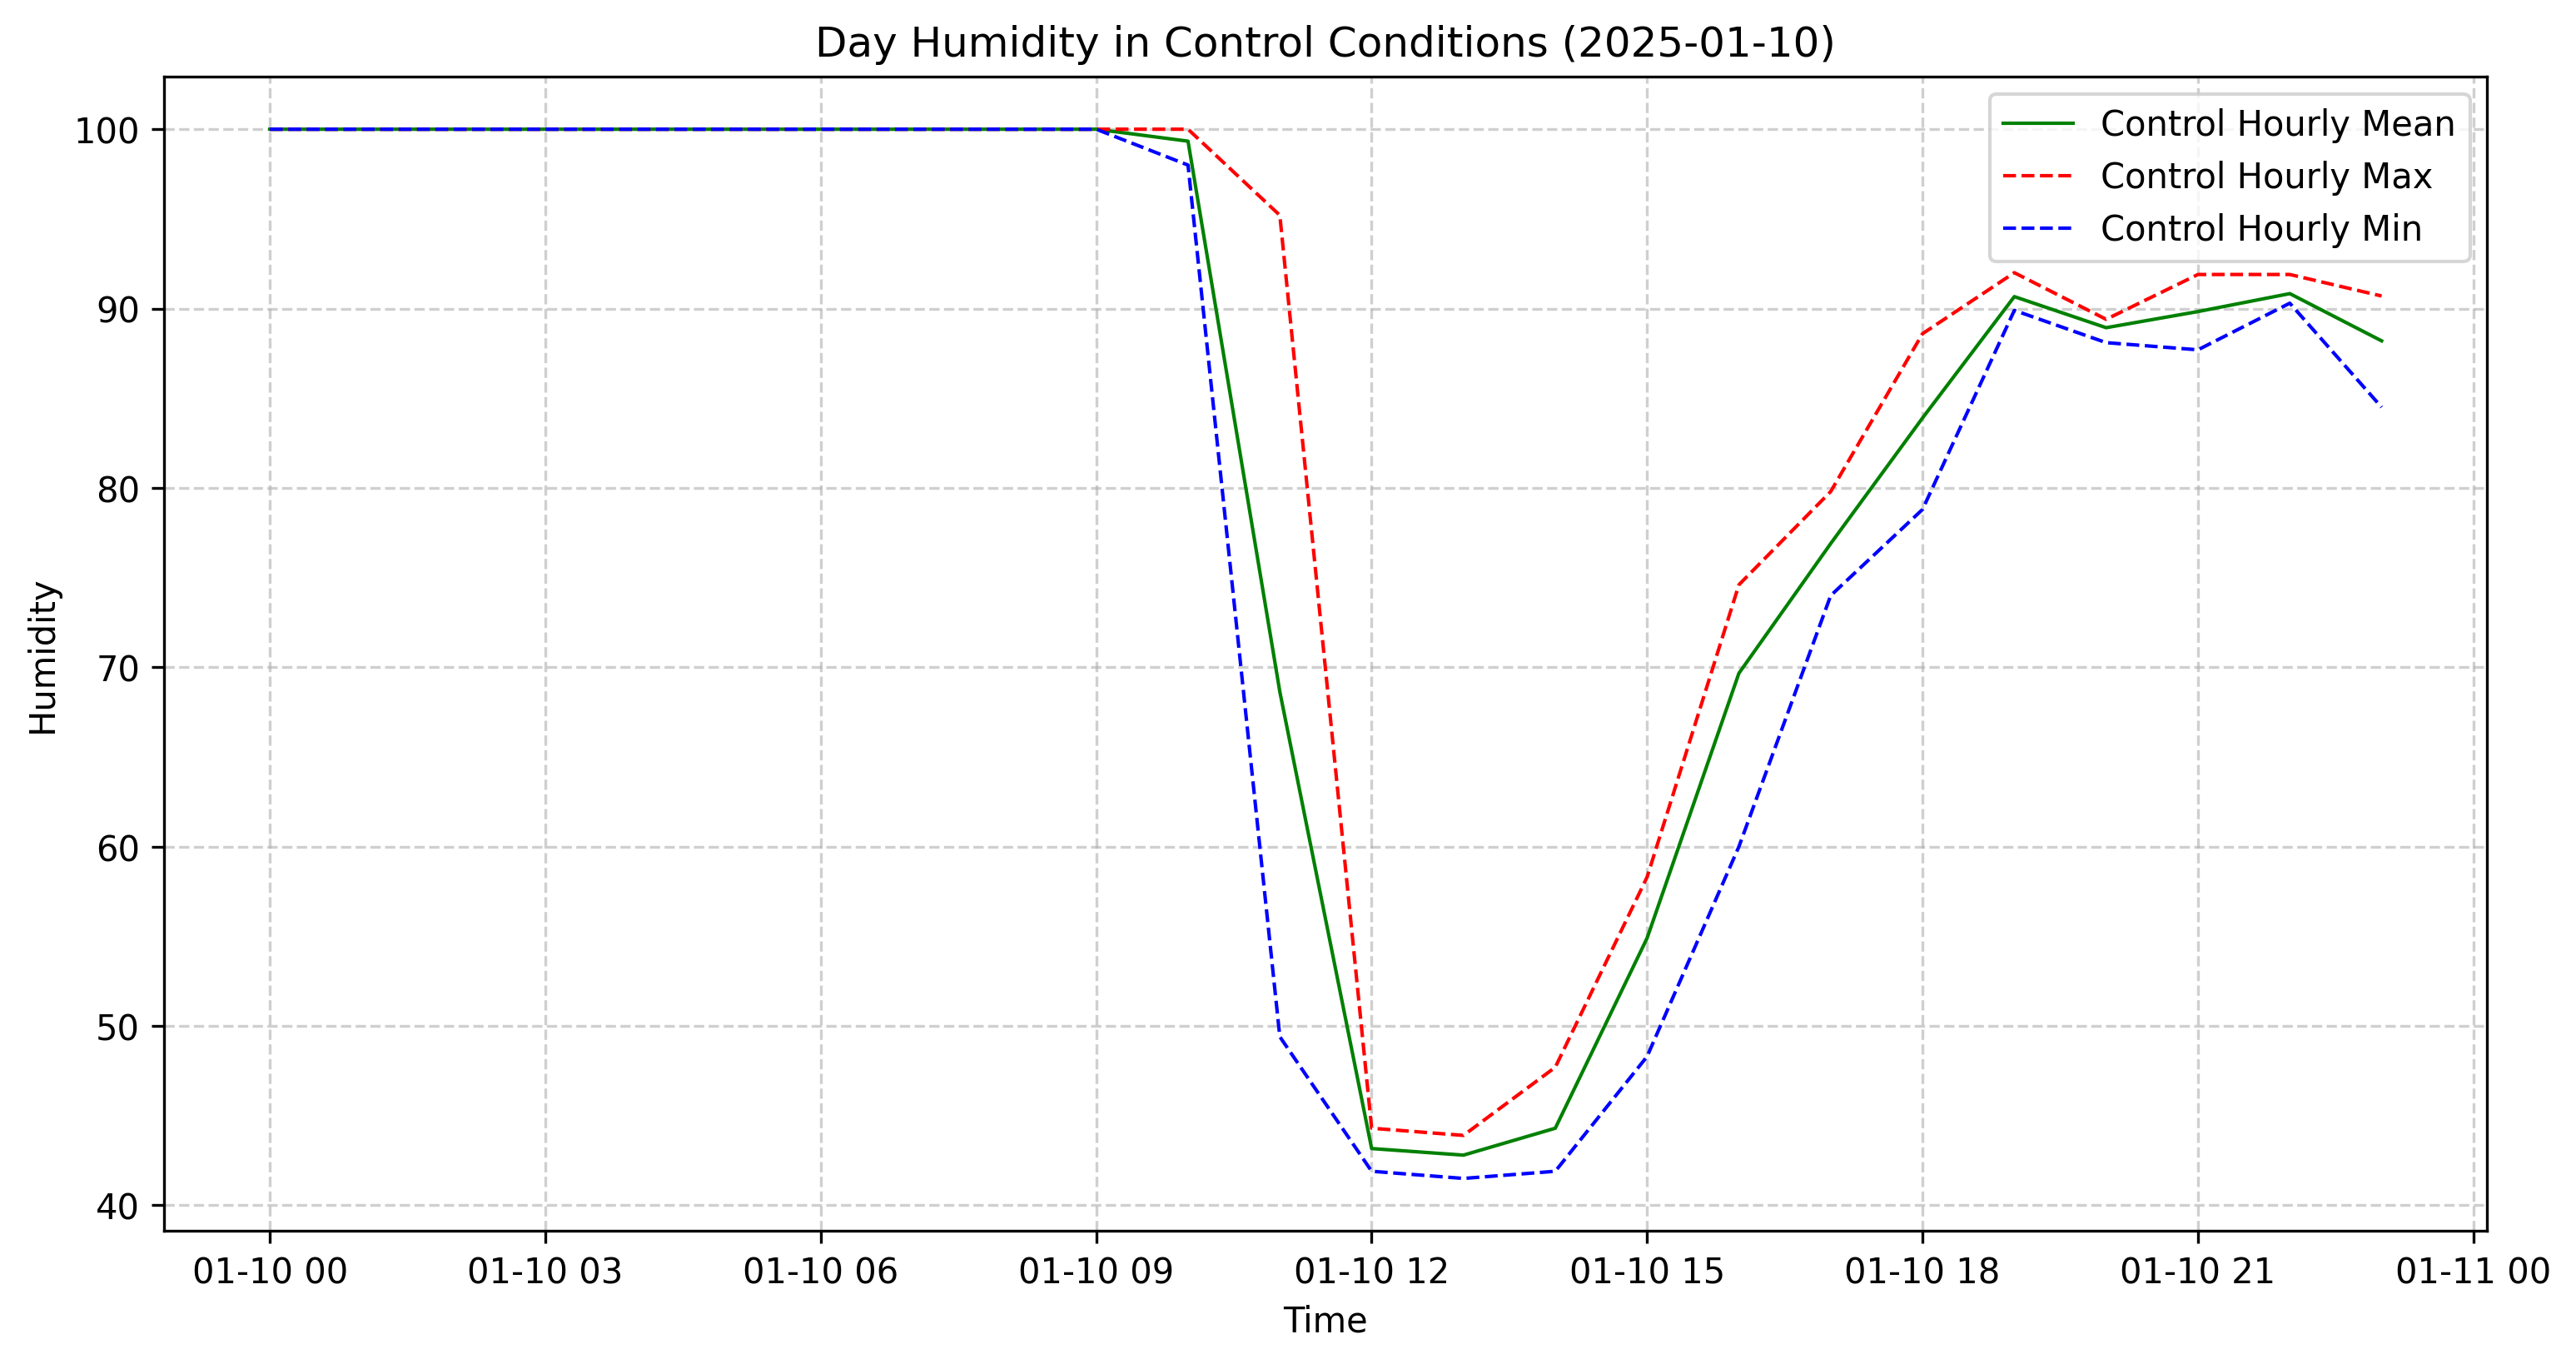 Day Humidity in Control Conditions (2025-01-10)
Control Hourly Mean
Control Hourly Max
Control Hourly Min
Humidity
100
90
80
70
60
50
40
01-10 00 01-10 03 01-10 06 01-10 09 01-10 12 01-10 15 01-10 18 01-10 21 01-11 00
Time